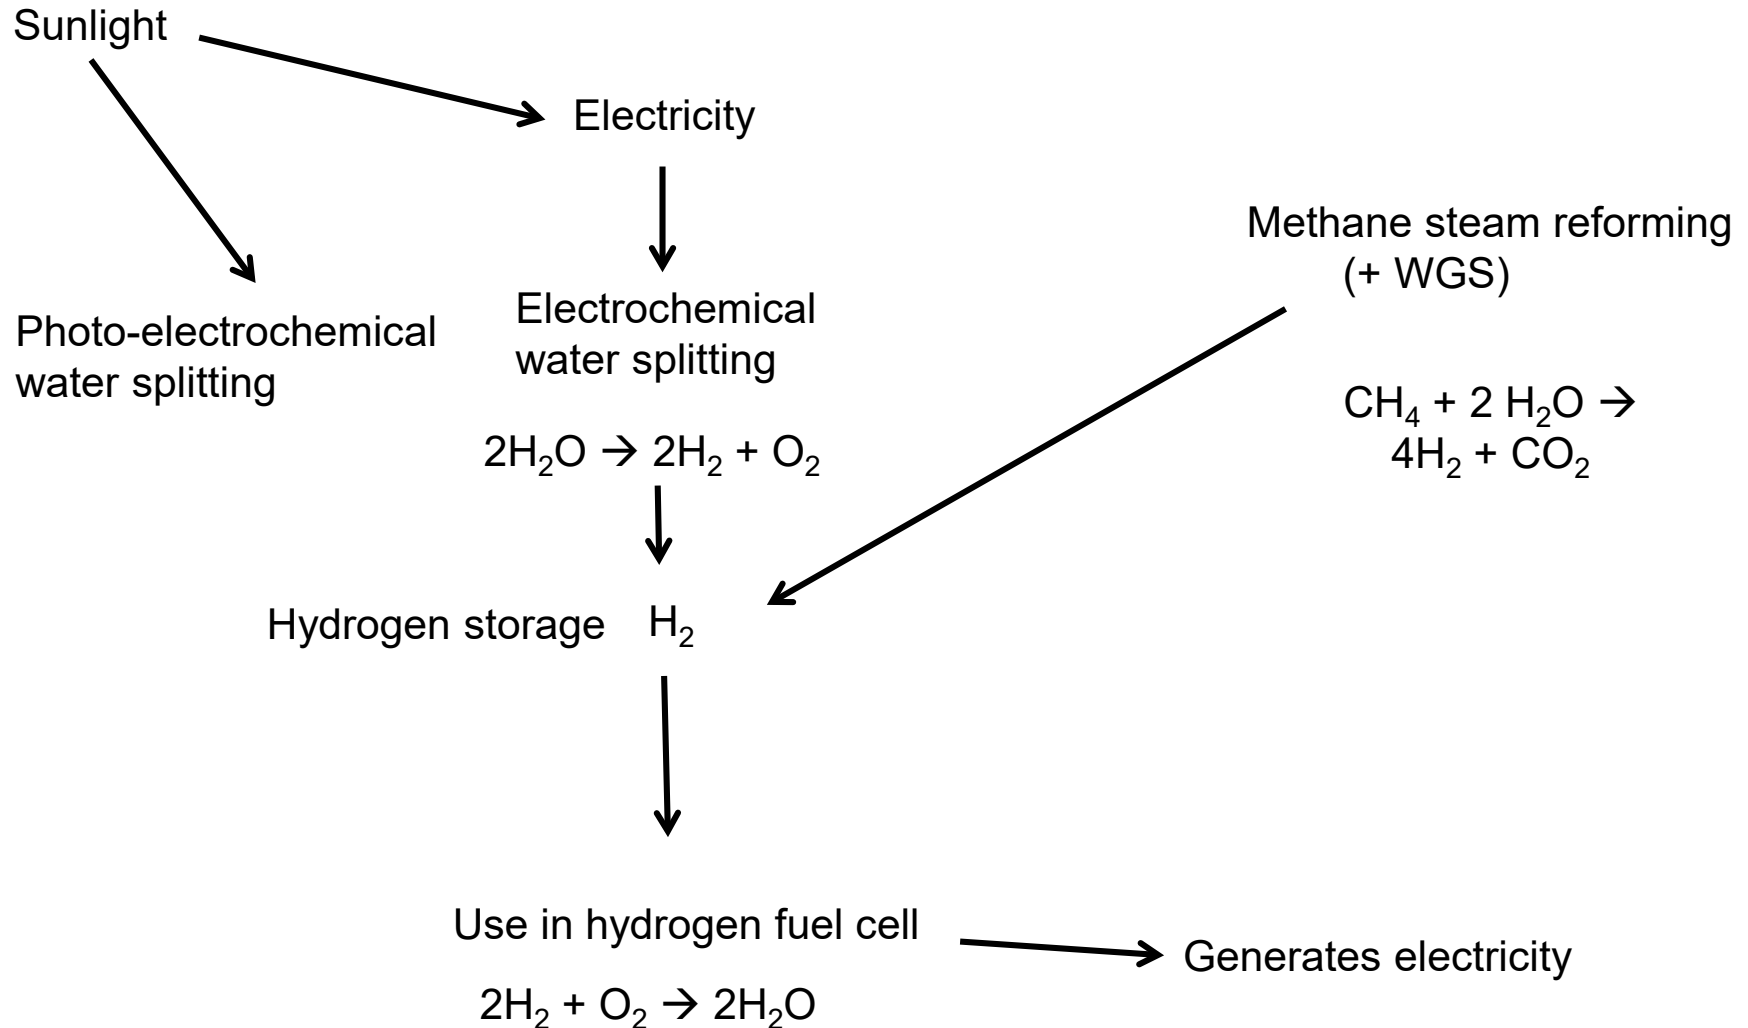 Sunlight
Electricity
Methane steam reforming
(+ WGS)
Photo-electrochemical
water splitting
Electrochemical
water splitting
CH₄ + 2 H₂O →
4H₂ + CO₂
2H₂O → 2H₂ + O₂
Hydrogen storage H₂
Use in hydrogen fuel cell
Generates electricity
2H₂ + O₂ → 2H₂O